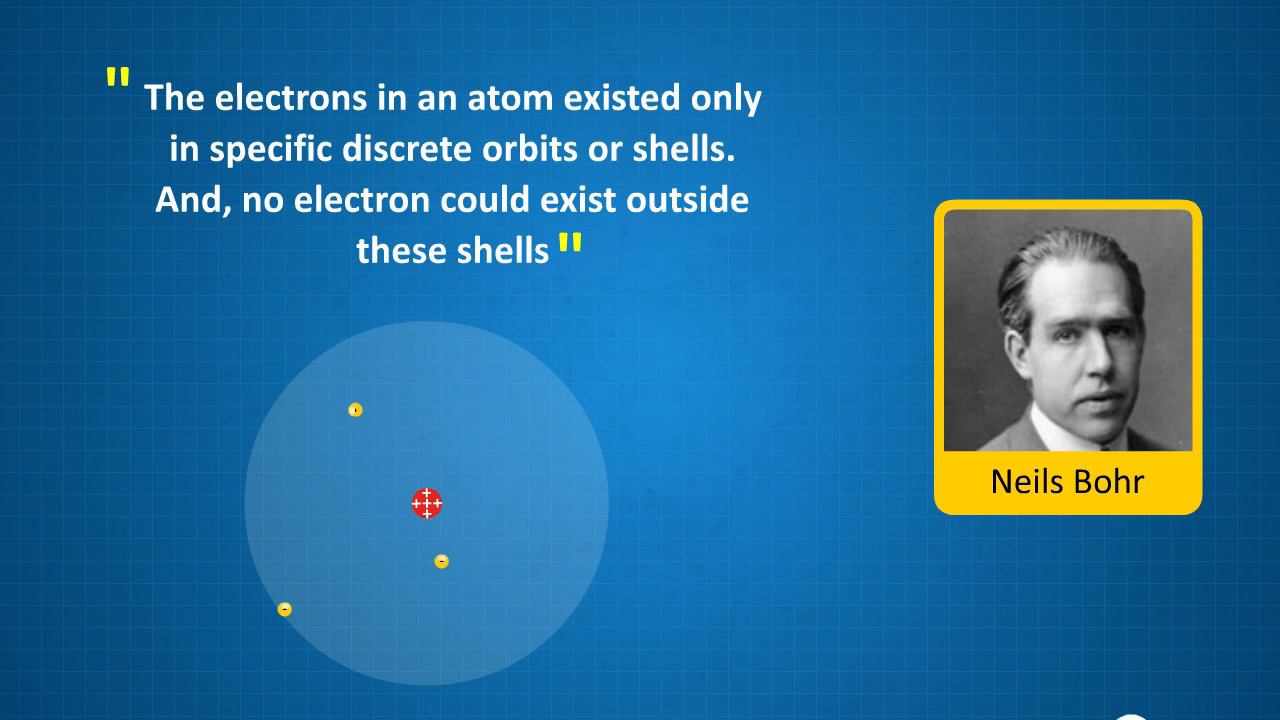 " The electrons in an atom existed only
in specific discrete orbits or shells.
And, no electron could exist outside
these shells "
Neils Bohr